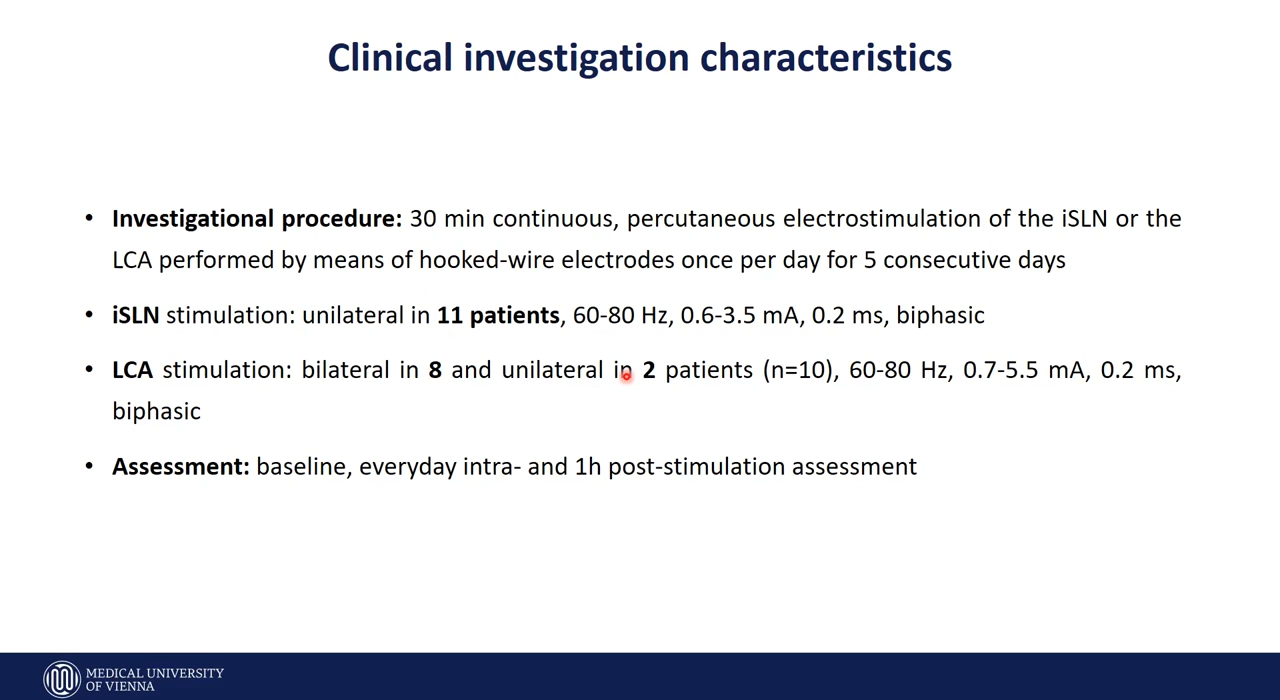 Clinical investigation characteristics
• Investigational procedure: 30 min continuous, percutaneous electrostimulation of the iSLN or the
LCA performed by means of hooked-wire electrodes once per day for 5 consecutive days
• iSLN stimulation: unilateral in 11 patients, 60-80 Hz, 0.6-3.5 mA, 0.2 ms, biphasic
• LCA stimulation: bilateral in 8 and unilateral in 2 patients (n=10), 60-80 Hz, 0.7-5.5 mA, 0.2 ms,
biphasic
• Assessment: baseline, everyday intra- and 1h post-stimulation assessment
MEDICAL UNIVERSITY
OF VIENNA